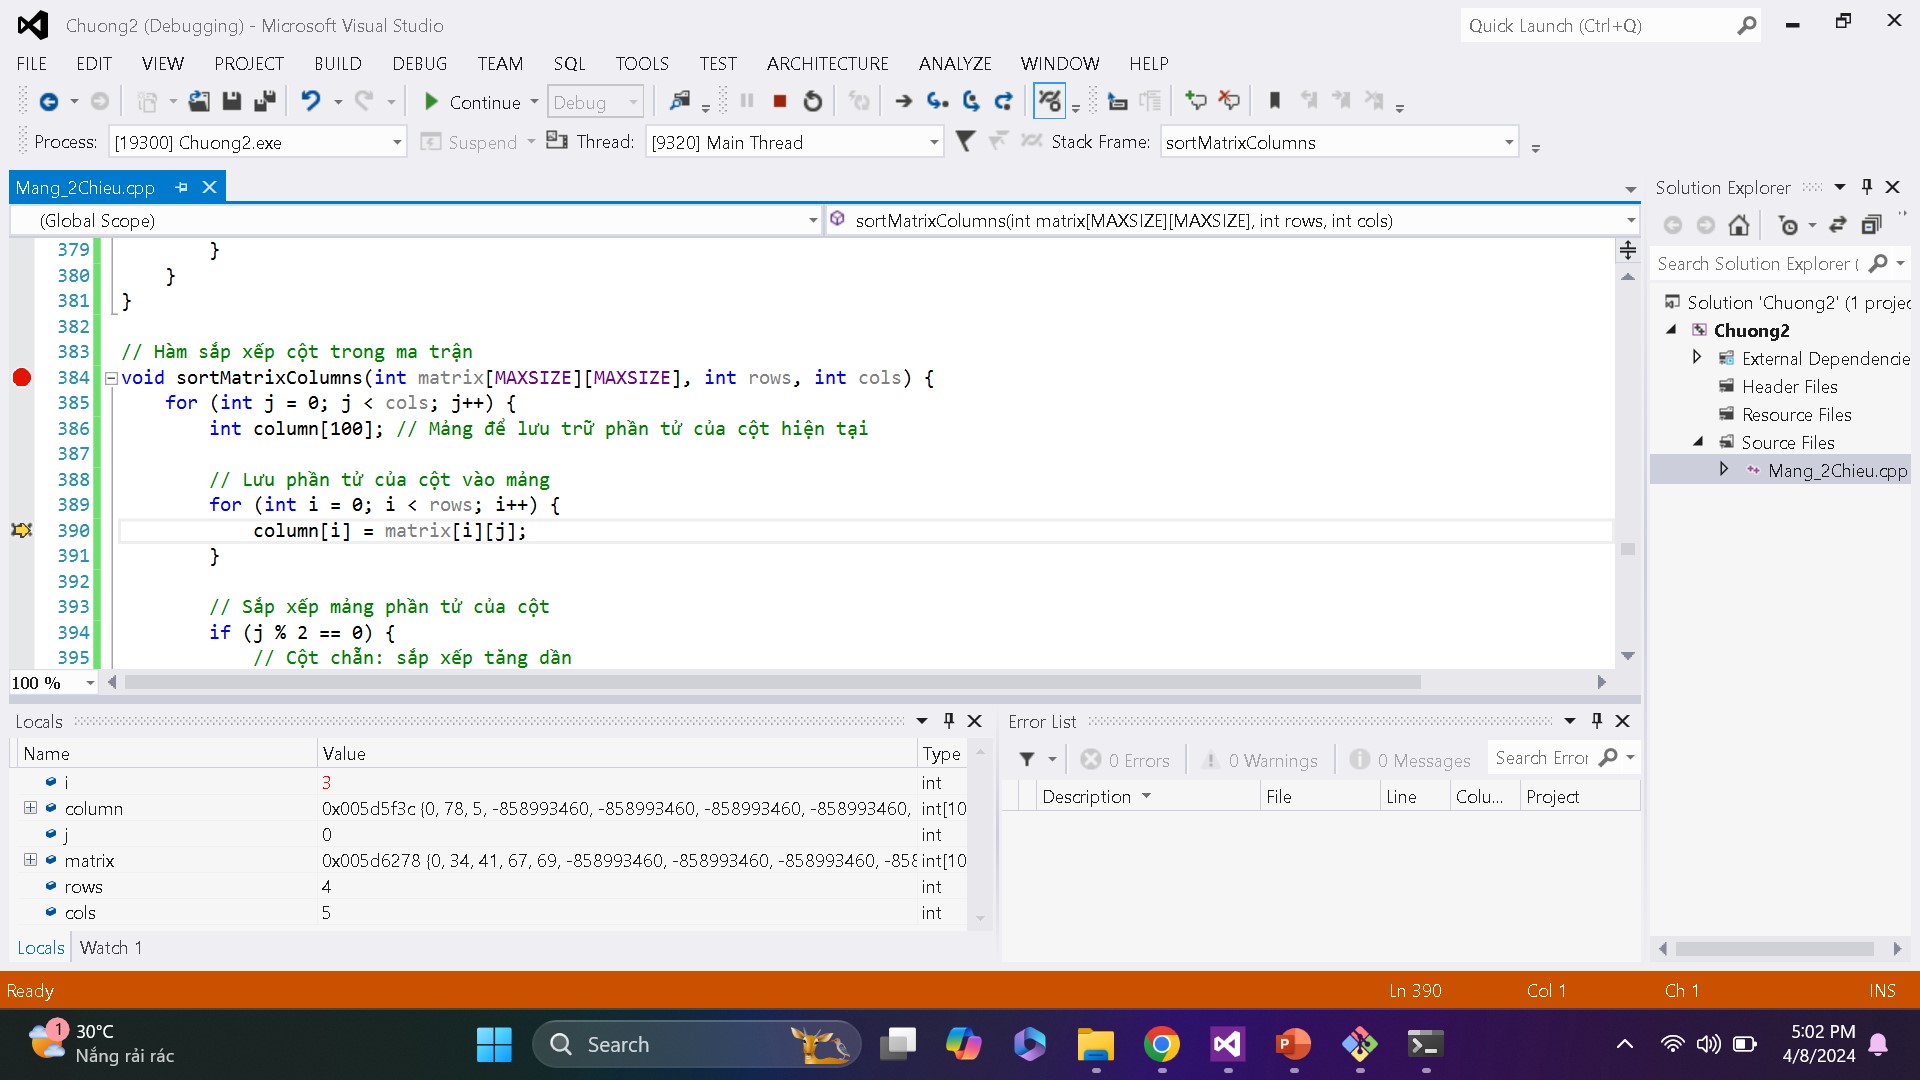 Chuong2 (Debugging) - Microsoft Visual Studio
Quick Launch (Ctrl+Q)
FILE EDIT VIEW PROJECT BUILD DEBUG TEAM SQL TOOLS TEST ARCHITECTURE ANALYZE WINDOW HELP
Continue Debug
Process: [19300] Chuong2.exe Suspend Thread: [9320] Main Thread Stack Frame: sortMatrixColumns
Mang_2Chieu.cpp
(Global Scope) sortMatrixColumns(int matrix[MAXSIZE][MAXSIZE], int rows, int cols)
379 }
380 }
381 }
382
383 // Hàm sắp xếp cột trong ma trận
384 void sortMatrixColumns(int matrix[MAXSIZE][MAXSIZE], int rows, int cols) {
385 for (int j = 0; j < cols; j++) {
386 int column[100]; // Mảng để lưu trữ phần tử của cột hiện tại
387
388 // Lưu phần tử của cột vào mảng
389 for (int i = 0; i < rows; i++) {
390 column[i] = matrix[i][j];
391 }
392
393 // Sắp xếp mảng phần tử của cột
394 if (j % 2 == 0) {
395 // Cột chẵn: sắp xếp tăng dần
100 %
Solution Explorer
Search Solution Explorer (
Solution 'Chuong2' (1 projec
Chuong2
External Dependencie
Header Files
Resource Files
Source Files
Mang_2Chieu.cpp
Locals
Name Value Type
i 3 int
column 0x005d5f3c {0, 78, 5, -858993460, -858993460, -858993460, -858993460, int[10
j 0 int
matrix 0x005d6278 {0, 34, 41, 67, 69, -858993460, -858993460, -858993460, -858 int[10
rows 4 int
cols 5 int
Locals Watch 1
Error List
0 Errors 0 Warnings 0 Messages Search Error
Description File Line Colu... Project
Ready Ln 390 Col 1 Ch 1 INS
1
30°C
Nắng rải rác
Search
5:02 PM
4/8/2024